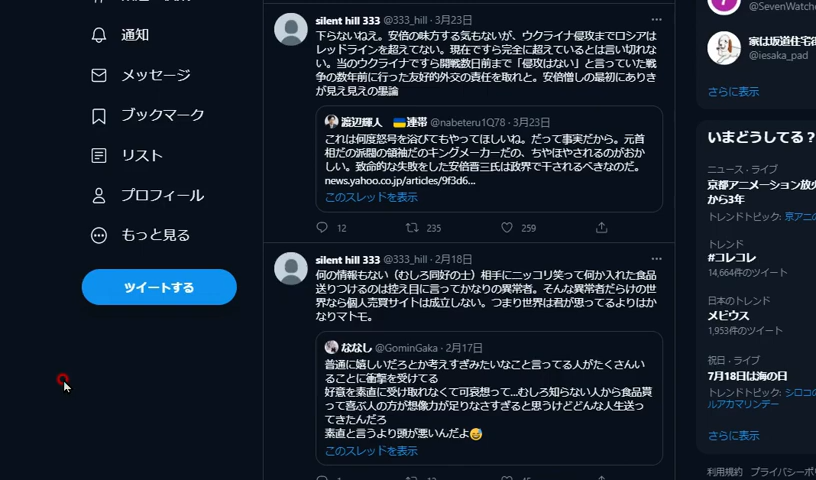 通知
メッセージ
ブックマーク
リスト
プロフィール
もっと見る
ツイートする
silent hill 333 @333_hill · 3月23日
下らないねえ。安倍の味方する気もないが、ウクライナ侵攻までロシアは
レッドラインを超えてない。現在ですら完全に超えているとは言い切れな
い。当のウクライナですら開戦数日前まで「侵攻はない」と言っていた戦
争の数年前に行った友好的外交の責任を取れと。安倍憎しの最初にありき
が見え見えの愚論
渡辺輝人 🇺🇦連帯 @nabeteru1Q78 · 3月23日
これは何度怒号を浴びてもやってほしいね。だって事実だから。元首
相だの派閥の領袖だのキングメーカーだの、ちやほやされるのがおか
しい。致命的な失敗をした安倍晋三氏は政界で干されるべきなのだ。
news.yahoo.co.jp/articles/9f3d6...
このスレッドを表示
12 235 259
silent hill 333 @333_hill · 2月18日
何の情報もない（むしろ同好の士）相手にニッコリ笑って何か入れた食品
送りつけるのは控え目に言ってかなりの異常者。そんな異常者だらけの世
界なら個人売買サイトは成立しない。つまり世界は君が思ってるよりはか
なりマトモ。
ななし @GominGaka · 2月17日
普通に嬉しいだろとか考えすぎみたいなこと言ってる人がたくさんい
ることに衝撃を受けてる
好意を素直に受け取れなくて可哀想って...むしろ知らない人から食品貰
って喜ぶ人の方が想像力が足りなさすぎると思うけどどんな人生送っ
てきたんだろ
素直と言うより頭が悪いんだよ😅
このスレッドを表示
@SevenWatche
家は坂道住宅街
@iesaka_pad
さらに表示
いまどうしてる？
ニュース · ライブ
京都アニメーション放火
から3年
トレンドトピック: 京アニの
トレンド
#コレコレ
14,664件のツイート
日本のトレンド
メビウス
1,953件のツイート
祝日 · ライブ
7月18日は海の日
トレンドトピック: シロコの
ルアカマリンデー
さらに表示
利用規約 プライバシーポ